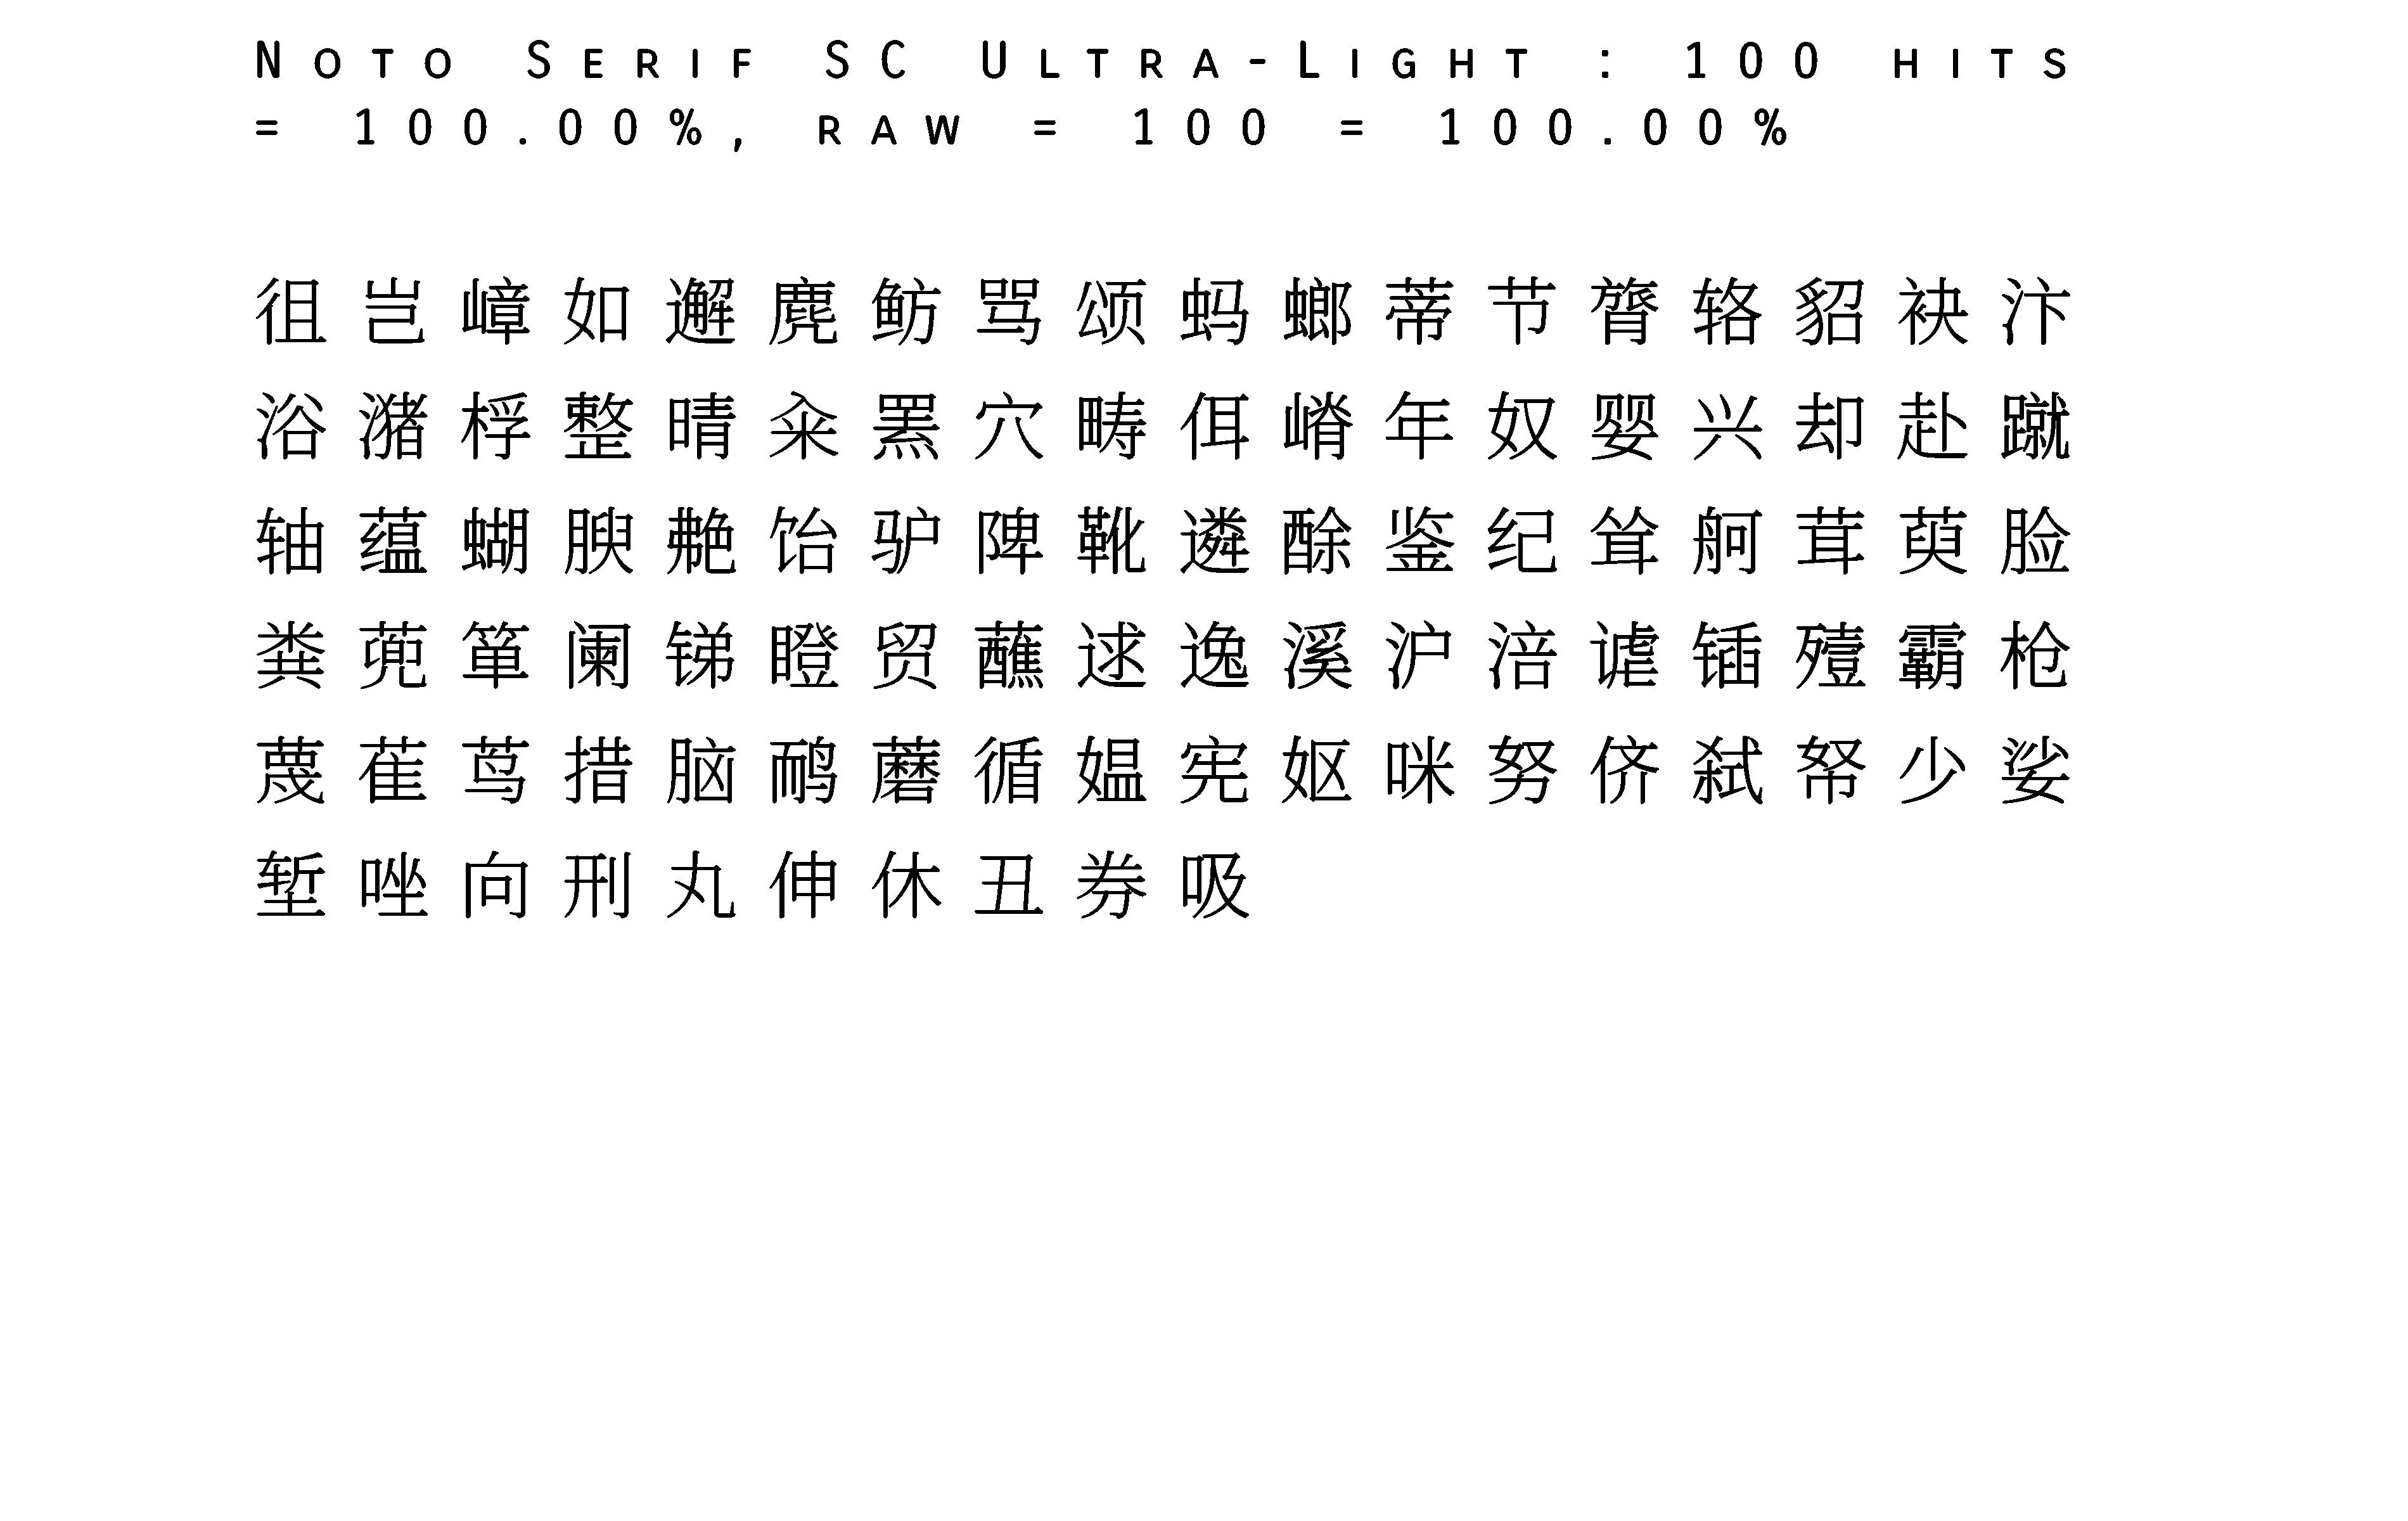 Noto Serif SC Ultra-Light : 100 hits
= 100.00%, raw = 100 = 100.00%
徂岂嶂如邂麂鲂骂颂蚂螂蒂节膂辂貂袂汴
浴潴桴整晴籴罴穴畴佴嵴年奴婴兴却赴蹴
轴蕴蝴腴艴饴驴陴靴遴酴鉴纪耸舸茸萸脸
粪蔸箪阑锑瞪贸蘸逑逸溪沪涪谑锸殪霸枪
蔑萑茑措脑鸸蘑循媪宪妪咪努侪弑帑少娑
堑唑向刑丸伸休丑券吸